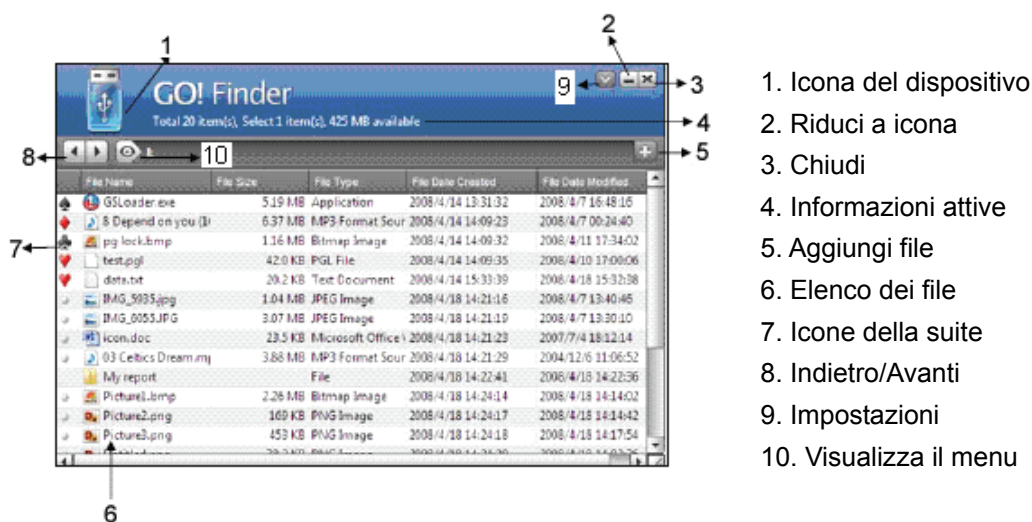 1
2
9
3
GO! Finder
Total 20 item(s), Select 1 item(s), 425 MB available
4
8
10
5
File Name File Size File Type File Date Created File Date Modified
GSLoader.exe 5.19 MB Application 2008/4/14 13:31:32 2008/4/7 16:48:16
8 Depend on you (1 6.37 MB MP3 Format Sour 2008/4/14 14:09:23 2008/4/7 00:24:40
7
pg lock.bmp 1.16 MB Bitmap Image 2008/4/14 14:09:32 2008/4/11 17:34:02
test.pgl 42.0 KB PGL File 2008/4/14 14:09:35 2008/4/10 17:00:06
data.txt 20.2 KB Text Document 2008/4/14 15:33:39 2008/4/18 15:32:38
IMG_5935.jpg 1.04 MB JPEG Image 2008/4/18 14:21:16 2008/4/7 13:40:46
IMG_6055.JPG 3.07 MB JPEG Image 2008/4/18 14:21:19 2008/4/7 13:30:10
icon.doc 23.5 KB Microsoft Office 2008/4/18 14:21:23 2007/7/4 18:12:14
03 Celtics Dream.mp 3.88 MB MP3 Format Sour 2008/4/18 14:21:29 2004/12/6 11:06:52
My report File 2008/4/18 14:22:41 2008/4/18 14:22:36
Picture1.bmp 2.26 MB Bitmap Image 2008/4/18 14:24:14 2008/4/18 14:14:02
Picture2.png 169 KB PNG Image 2008/4/18 14:24:17 2008/4/18 14:14:42
Picture3.png 453 KB PNG Image 2008/4/18 14:24:18 2008/4/18 14:17:54
6
1. Icona del dispositivo
2. Riduci a icona
3. Chiudi
4. Informazioni attive
5. Aggiungi file
6. Elenco dei file
7. Icone della suite
8. Indietro/Avanti
9. Impostazioni
10. Visualizza il menu